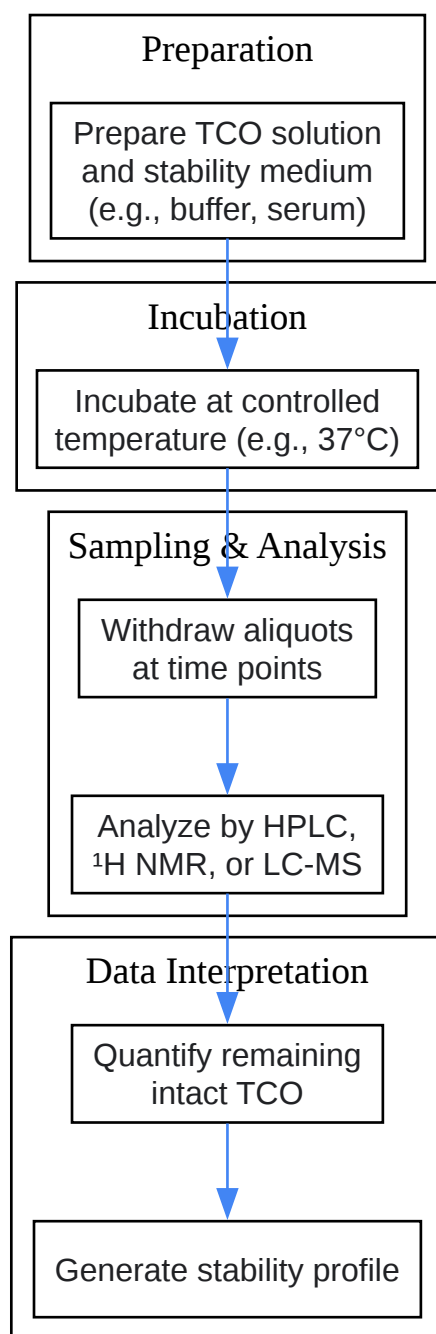 Preparation
Prepare TCO solution
and stability medium
(e.g., buffer, serum)
Incubation
Incubate at controlled
temperature (e.g., 37°C)
Sampling & Analysis
Withdraw aliquots
at time points
Analyze by HPLC,
¹H NMR, or LC-MS
Data Interpretation
Quantify remaining
intact TCO
Generate stability profile